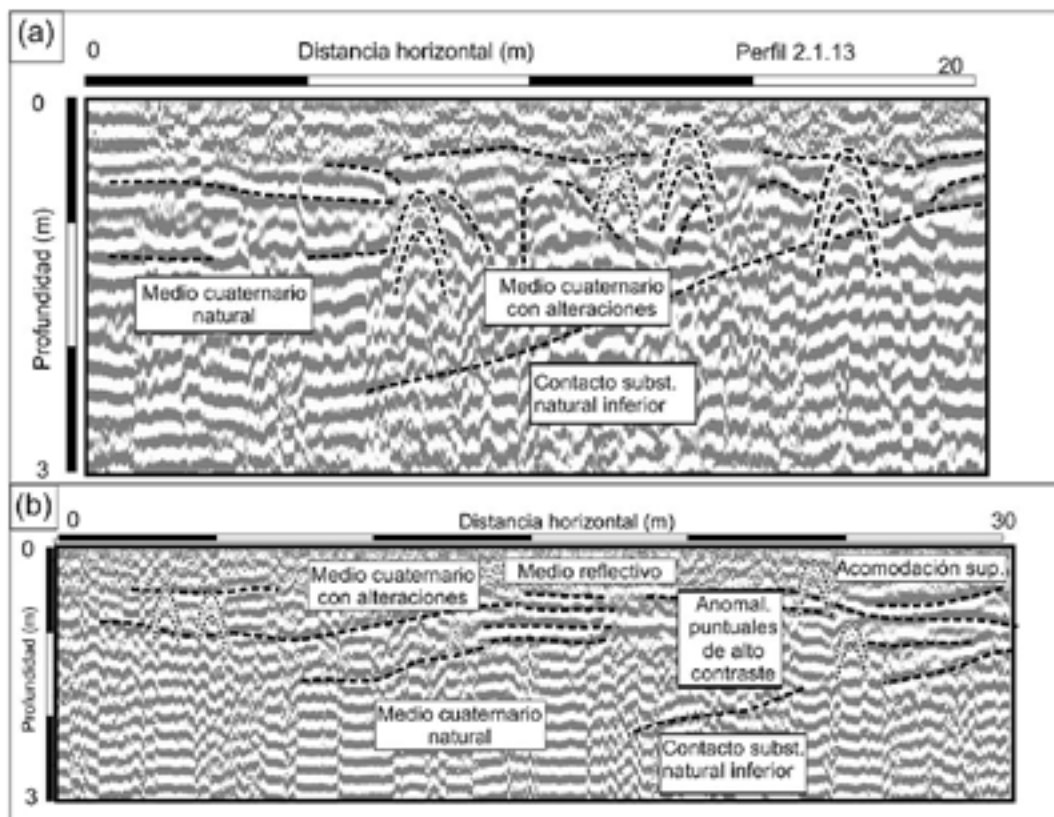 (a)
0
Distancia horizontal (m)
Perfil 2.1.13
20
0
Profundidad (m)
3
Medio cuaternario
natural
Medio cuaternario
con alteraciones
Contacto subst.
natural inferior
(b)
0
Distancia horizontal (m)
30
0
Profundidad (m)
3
Medio cuaternario
con alteraciones
Medio reflectivo
Acomodación sup.
Anomal.
puntuales
de alto
contraste
Medio cuaternario
natural
Contacto subst.
natural inferior